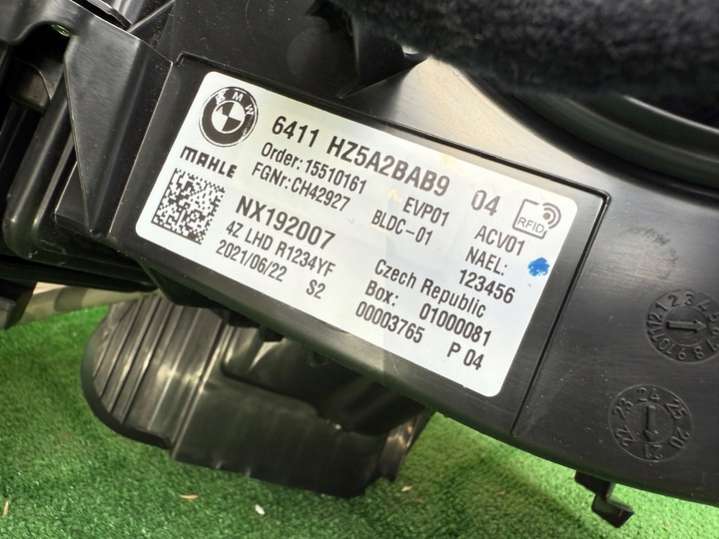 BMW
6411 HZ5A2BAB9 04
MAHLE
Order: 15510161 EVP01 ACV01
FGNr: CH42927 BLDC-01 NAEL:
NX192007 123456
4Z LHD R1234YF Czech Republic
2021/06/22 S2 Box: 01000081
00003765 P 04
RFID